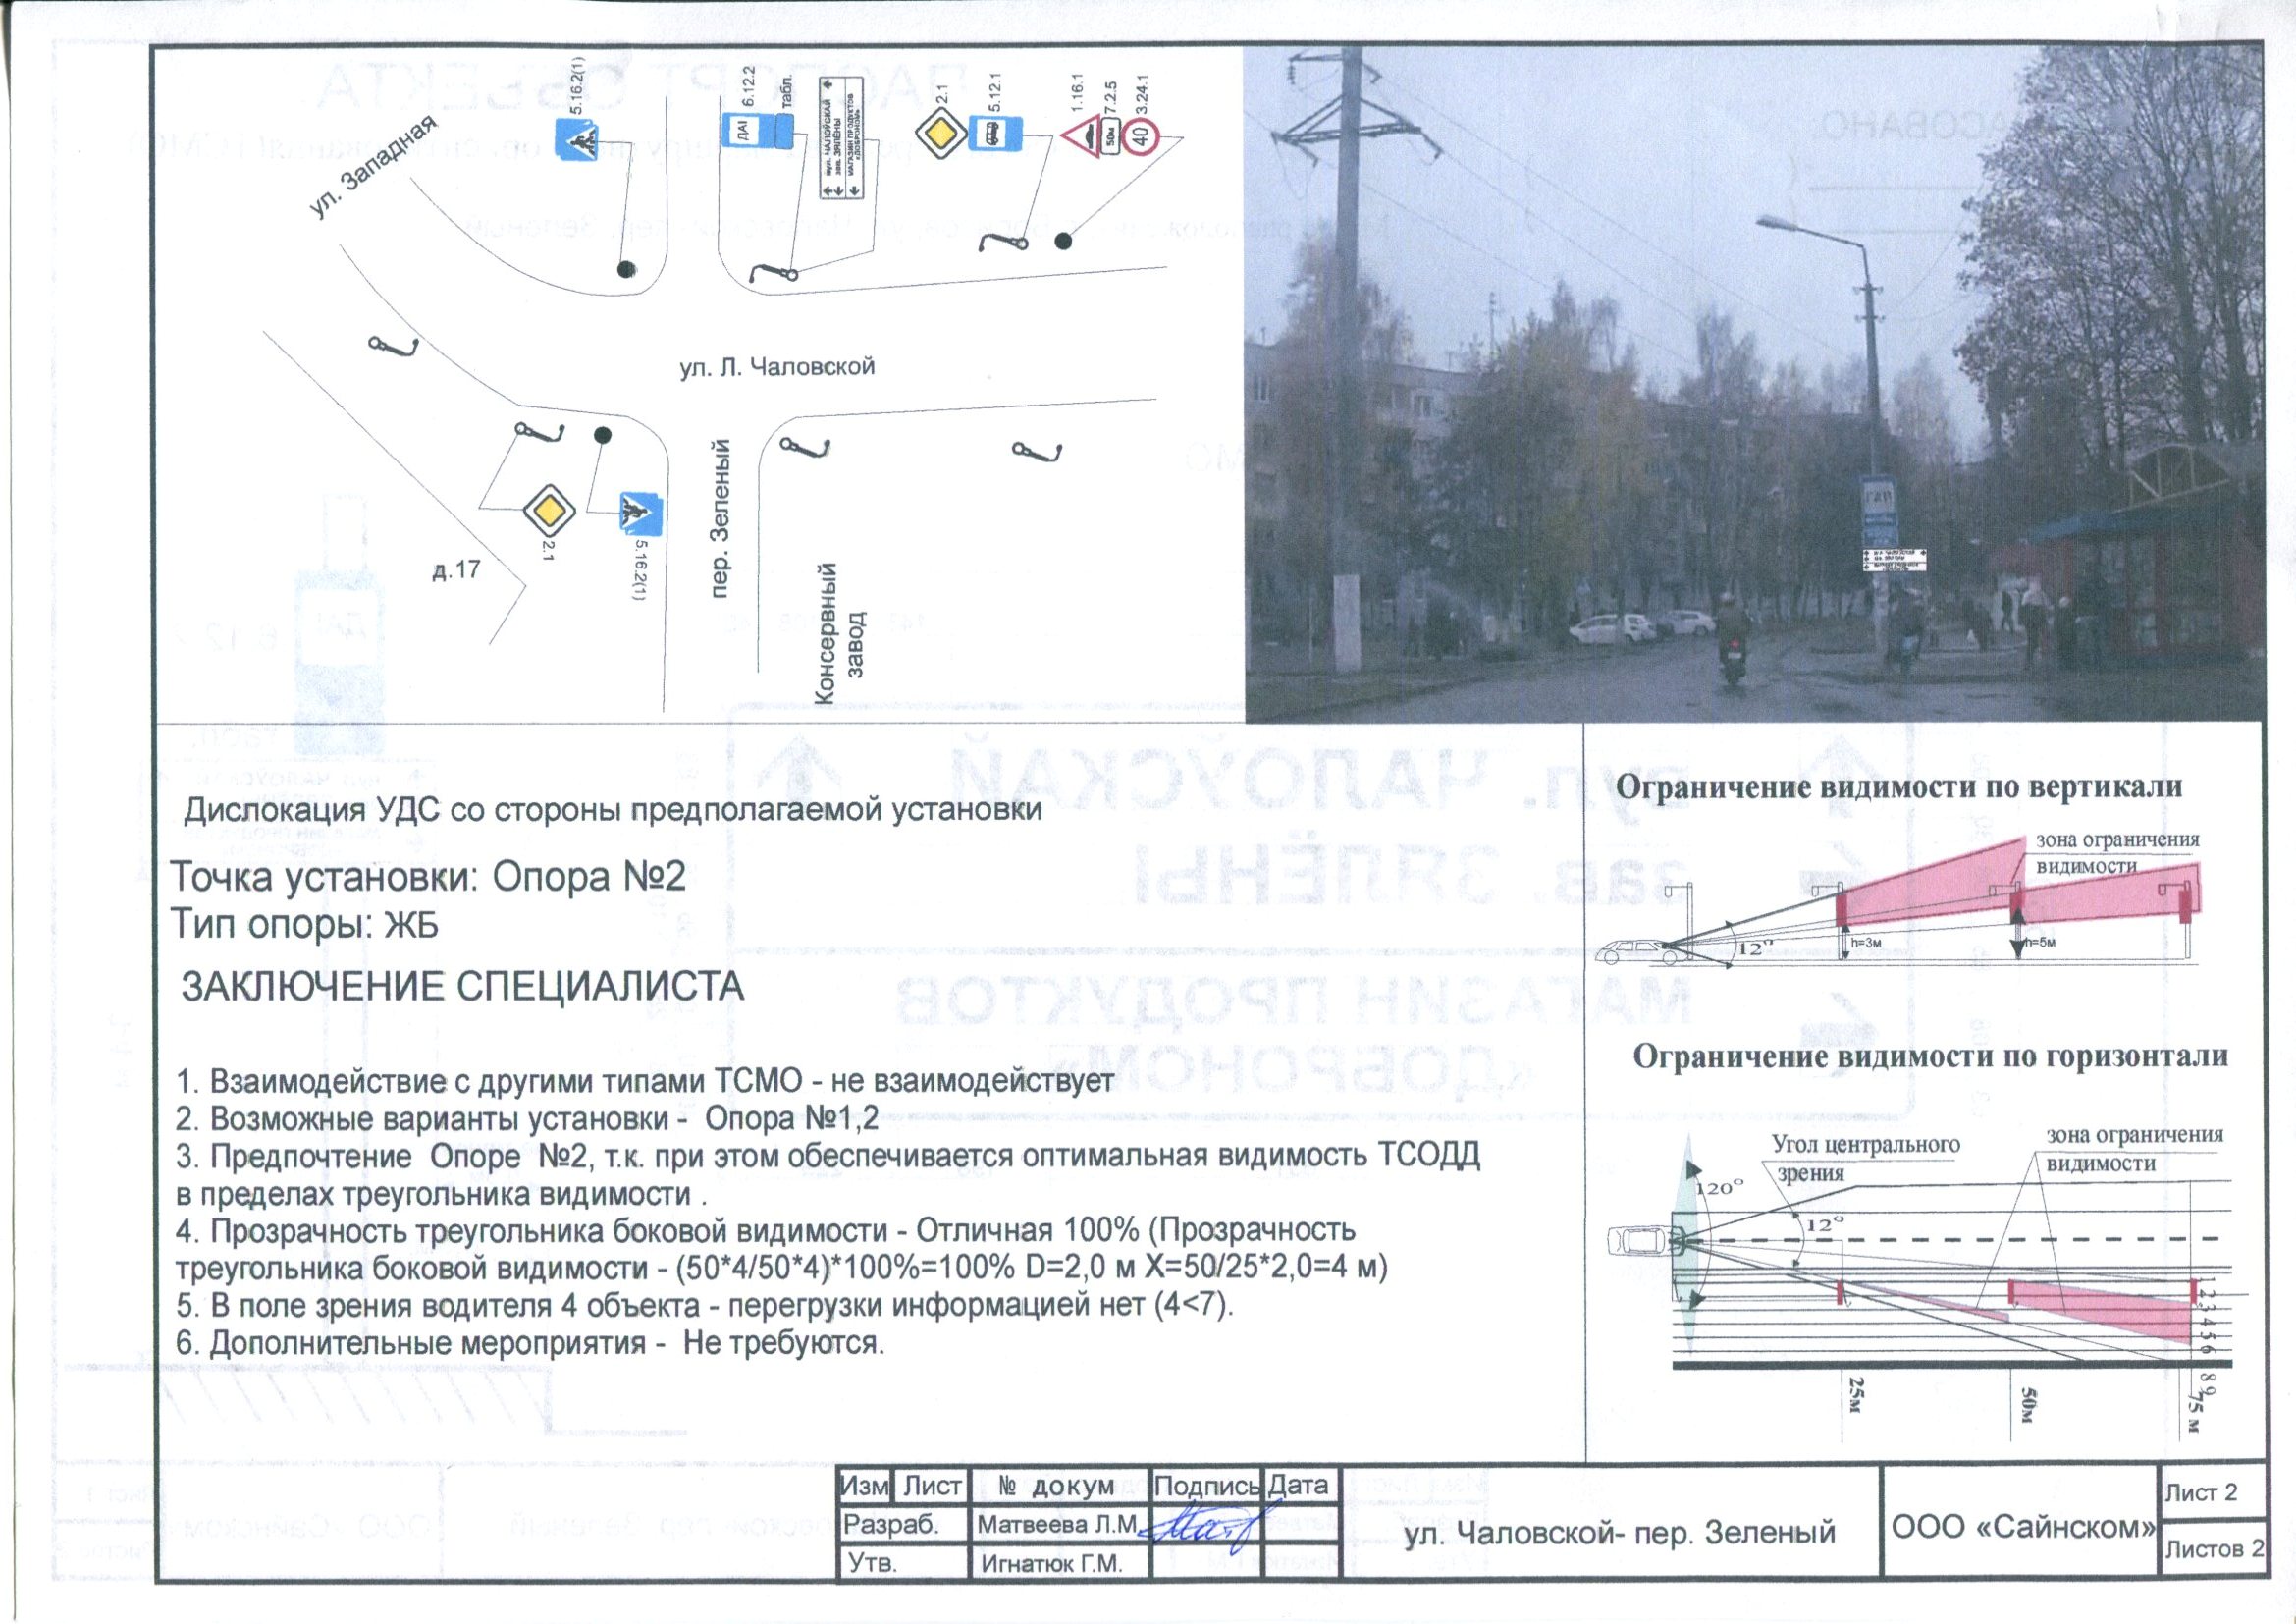 ул. Западная
5.16.2(1)
ДАІ
6.12.2
табл.
вул. ЧАЛОЎСКАЙ
зав. ЗЯЛЁНЫ
МАГАЗИН ПРОДУКТОВ
«ДОБРОНОМ»
2.1
5.12.1
1.16.1
50м
7.2.5
40
3.24.1
ул. Л. Чаловской
2.1
5.16.2(1)
д.17
пер. Зеленый
Консервный
завод
Дислокация УДС со стороны предполагаемой установки
Точка установки: Опора №2
Тип опоры: ЖБ
ЗАКЛЮЧЕНИЕ СПЕЦИАЛИСТА
1. Взаимодействие с другими типами ТСМО - не взаимодействует
2. Возможные варианты установки - Опора №1,2
3. Предпочтение Опоре №2, т.к. при этом обеспечивается оптимальная видимость ТСОДД
в пределах треугольника видимости .
4. Прозрачность треугольника боковой видимости - Отличная 100% (Прозрачность
треугольника боковой видимости - (50*4/50*4)*100%=100% D=2,0 м X=50/25*2,0=4 м)
5. В поле зрения водителя 4 объекта - перегрузки информацией нет (4<7).
6. Дополнительные мероприятия - Не требуются.
Ограничение видимости по вертикали
зона ограничения
видимости
12°
h=3м
h=5м
Ограничение видимости по горизонтали
Угол центрального
зрения
зона ограничения
видимости
120°
12°
1 2 3 4 5 6 8 9
25м
50м
75 м
Изм Лист № докум Подпись Дата
Разраб. Матвеева Л.М.
Утв. Игнатюк Г.М.
ул. Чаловской- пер. Зеленый
ООО «Сайнском»
Лист 2
Листов 2